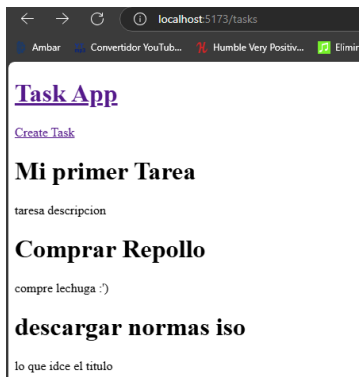 localhost:5173/tasks
Ambar Convertidor YouTub... Humble Very Positiv... Elimin
Task App
Create Task
Mi primer Tarea
taresa descripcion
Comprar Repollo
compre lechuga :')
descargar normas iso
lo que idce el titulo